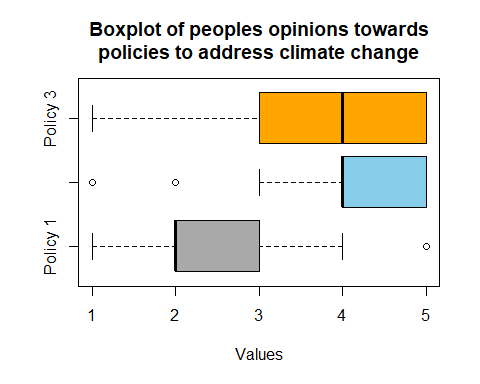 Boxplot of peoples opinions towards
policies to address climate change
Policy 3
Policy 1
1 2 3 4 5
Values